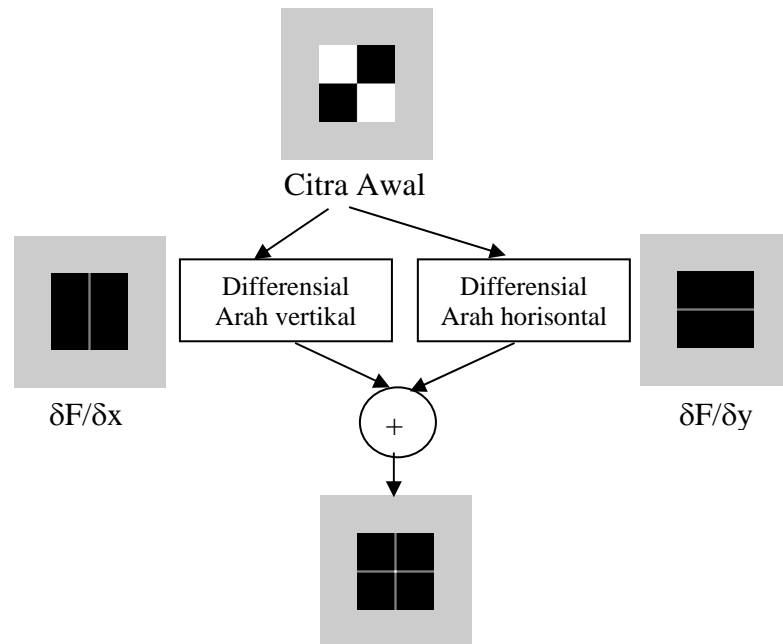 Citra Awal
Differensial
Arah vertikal
Differensial
Arah horisontal
δF/δx
+
δF/δy